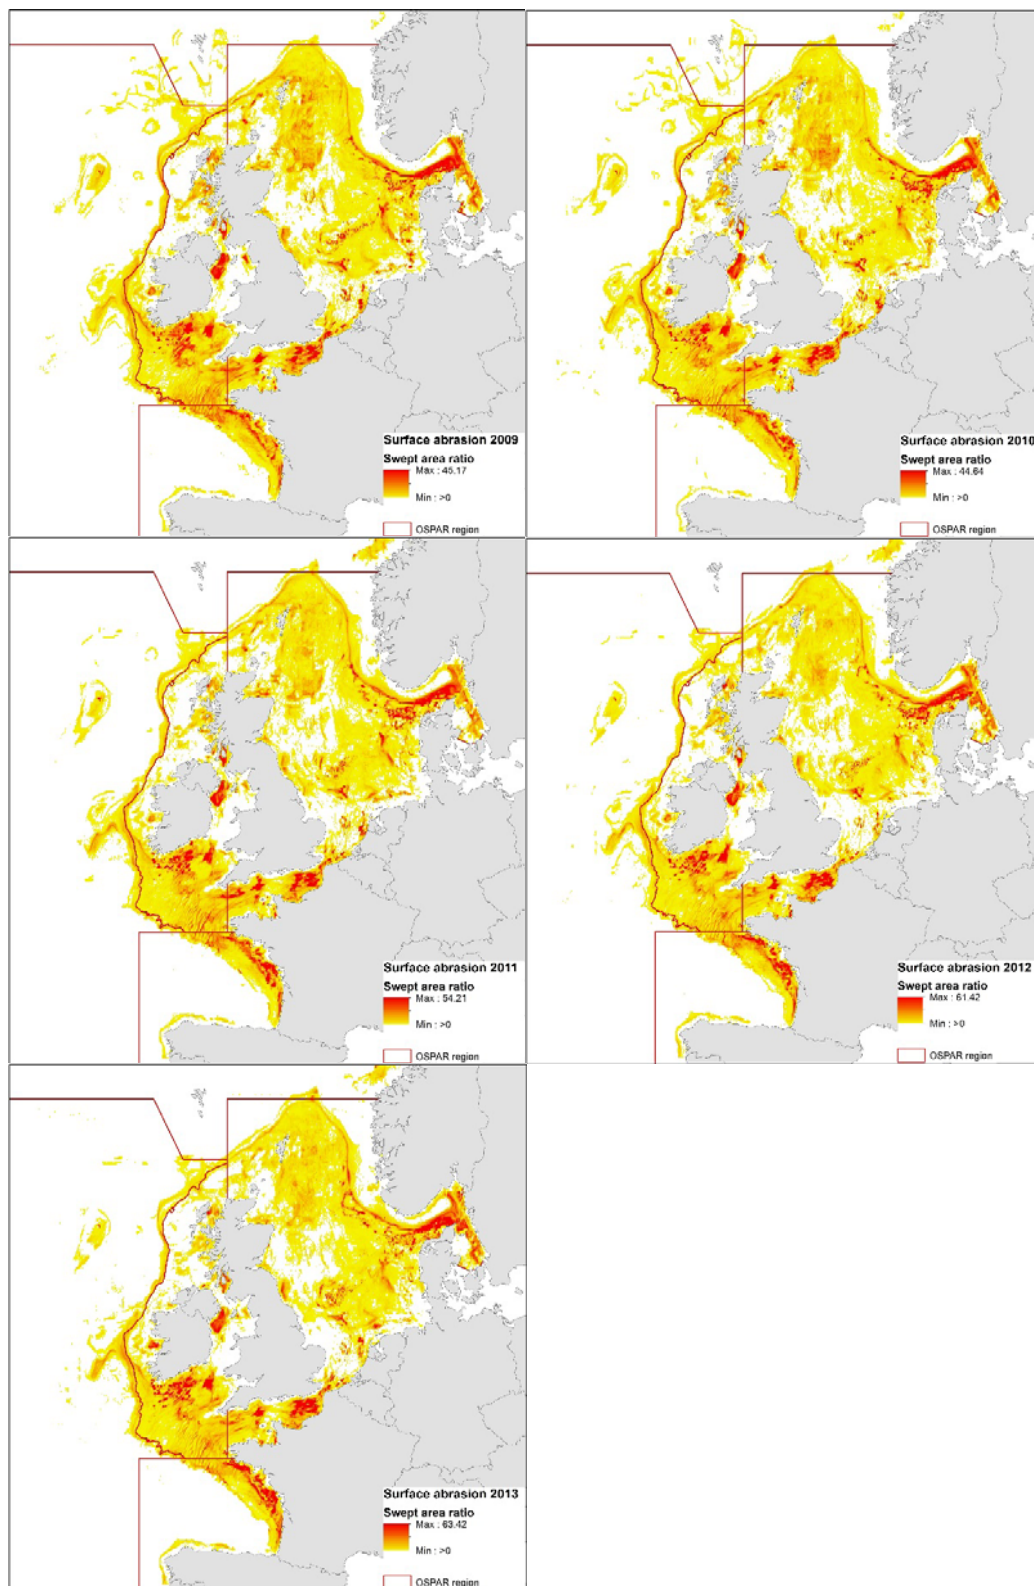 Surface abrasion 2009
Swept area ratio
Max : 45.17
Min : >0
OSPAR region
Surface abrasion 2010
Swept area ratio
Max : 44.64
Min : >0
OSPAR region
Surface abrasion 2011
Swept area ratio
Max : 54.21
Min : >0
OSPAR region
Surface abrasion 2012
Swept area ratio
Max : 61.42
Min : >0
OSPAR region
Surface abrasion 2013
Swept area ratio
Max : 63.42
Min : >0
OSPAR region